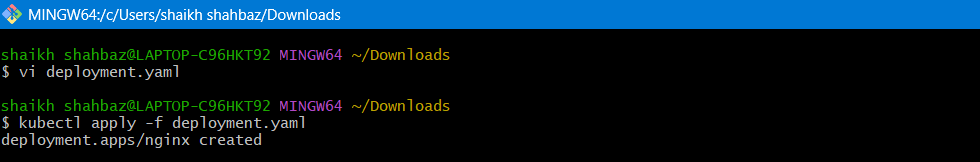 MINGW64:/c/Users/shaikh shahbaz/Downloads
shaikh shahbaz@LAPTOP-C96HKT92 MINGW64 ~/Downloads
$ vi deployment.yaml
shaikh shahbaz@LAPTOP-C96HKT92 MINGW64 ~/Downloads
$ kubectl apply -f deployment.yaml
deployment.apps/nginx created